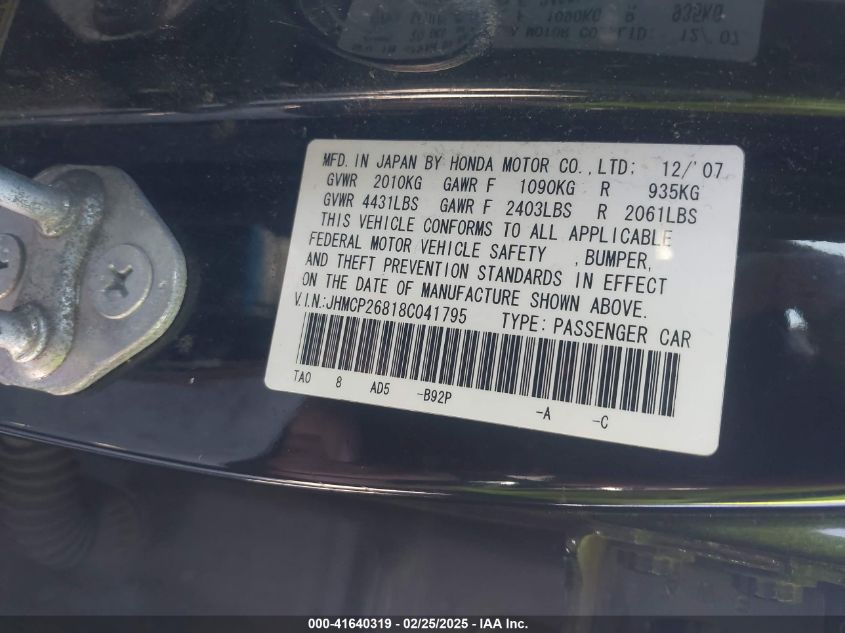 MFD. IN JAPAN BY HONDA MOTOR CO., LTD; 12/'07
GVWR 2010KG GAWR F 1090KG R 935KG
GVWR 4431LBS GAWR F 2403LBS R 2061LBS
THIS VEHICLE CONFORMS TO ALL APPLICABLE
FEDERAL MOTOR VEHICLE SAFETY , BUMPER,
AND THEFT PREVENTION STANDARDS IN EFFECT
ON THE DATE OF MANUFACTURE SHOWN ABOVE.
V.I.N.:JHMCP26818C041795 TYPE: PASSENGER CAR
TA0 8 AD5 -B92P -A -C
000-41640319 - 02/25/2025 - IAA Inc.